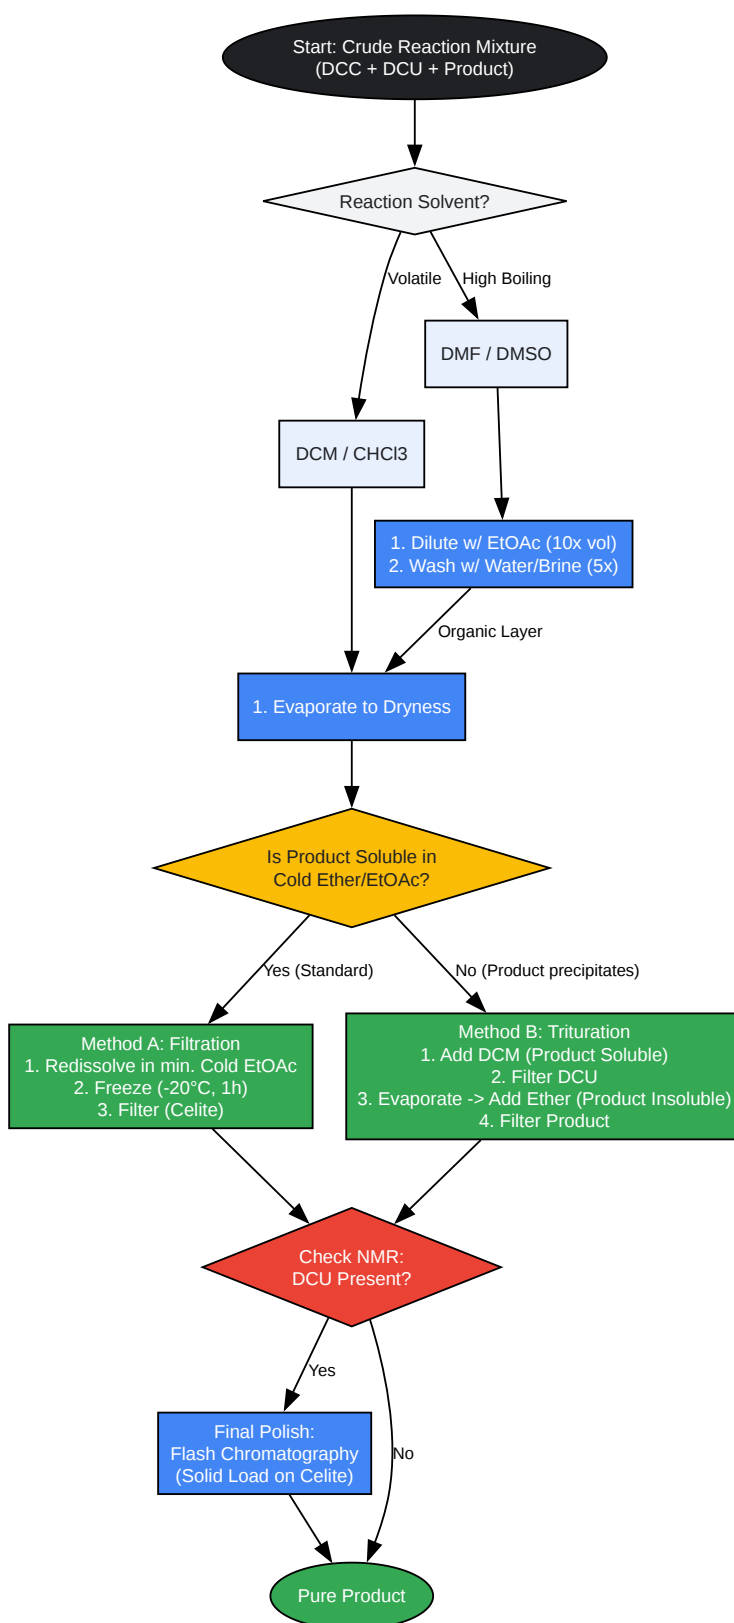 Start: Crude Reaction Mixture
(DCC + DCU + Product)
Reaction Solvent?
Volatile
High Boiling
DMF / DMSO
DCM / CHCl3
1. Dilute w/ EtOAc (10x vol)
2. Wash w/ Water/Brine (5x)
Organic Layer
1. Evaporate to Dryness
Is Product Soluble in
Cold Ether/EtOAc?
Yes (Standard)
No (Product precipitates)
Method A: Filtration
1. Redissolve in min. Cold EtOAc
2. Freeze (-20°C, 1h)
3. Filter (Celite)
Method B: Trituration
1. Add DCM (Product Soluble)
2. Filter DCU
3. Evaporate -> Add Ether (Product Insoluble)
4. Filter Product
Check NMR:
DCU Present?
Yes
No
Final Polish:
Flash Chromatography
(Solid Load on Celite)
Pure Product